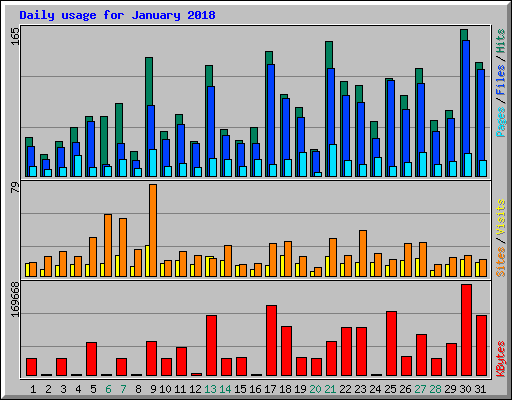 Daily usage for January 2018
165
Pages / Files / Hits
79
Sites / Visits
169668
KBytes
1 2 3 4 5 6 7 8 9 10 11 12 13 14 15 16 17 18 19 20 21 22 23 24 25 26 27 28 29 30 31